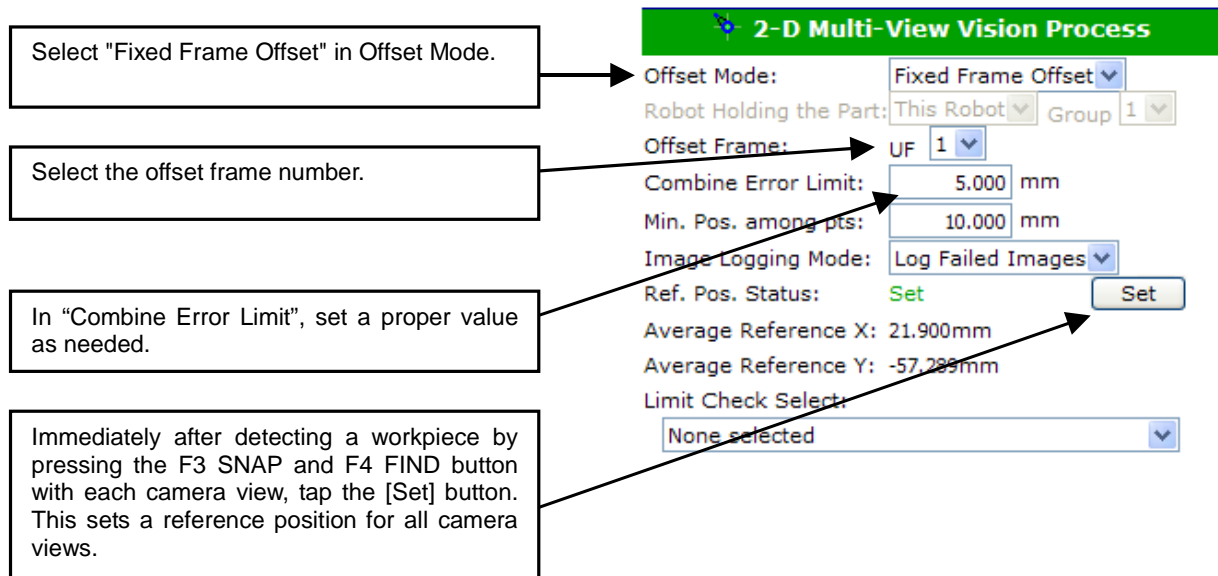 Select "Fixed Frame Offset" in Offset Mode.
Select the offset frame number.
In “Combine Error Limit”, set a proper value
as needed.
Immediately after detecting a workpiece by
pressing the F3 SNAP and F4 FIND button
with each camera view, tap the [Set] button.
This sets a reference position for all camera
views.
2-D Multi-View Vision Process
Offset Mode: Fixed Frame Offset
Robot Holding the Part: This Robot Group 1
Offset Frame: UF 1
Combine Error Limit: 5.000 mm
Min. Pos. among pts: 10.000 mm
Image Logging Mode: Log Failed Images
Ref. Pos. Status: Set Set
Average Reference X: 21.900mm
Average Reference Y: -57.289mm
Limit Check Select:
None selected